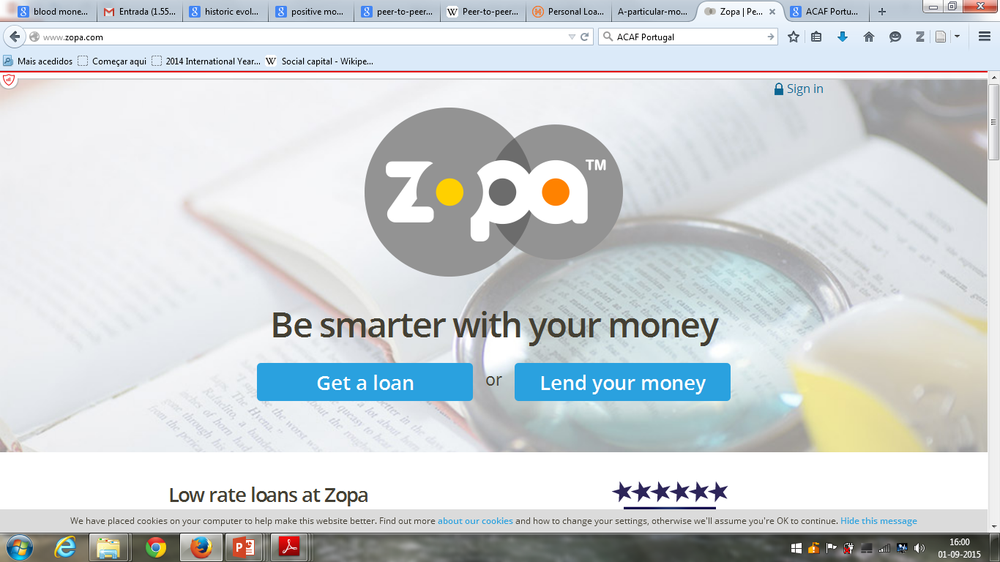 blood mone...
Entrada (1.55...
historic evol...
positive mo...
peer-to-peer...
Peer-to-peer...
Personal Loa...
A-particular-mo...
Zopa | Pe...
ACAF Portu...
www.zopa.com
ACAF Portugal
Mais acedidos
Começar aqui
2014 International Year...
Social capital - Wikipe...
Sign in
zopa TM
Be smarter with your money
Get a loan or Lend your money
Low rate loans at Zopa
We have placed cookies on your computer to help make this website better. Find out more about our cookies and how to change your settings, otherwise we'll assume you're OK to continue. Hide this message
16:00
01-09-2015